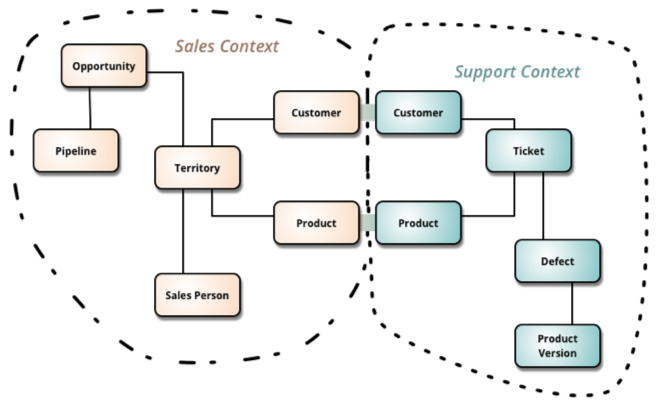 Sales Context
Opportunity
Support Context
Customer
Customer
Pipeline
Ticket
Territory
Product
Product
Defect
Sales Person
Product
Version